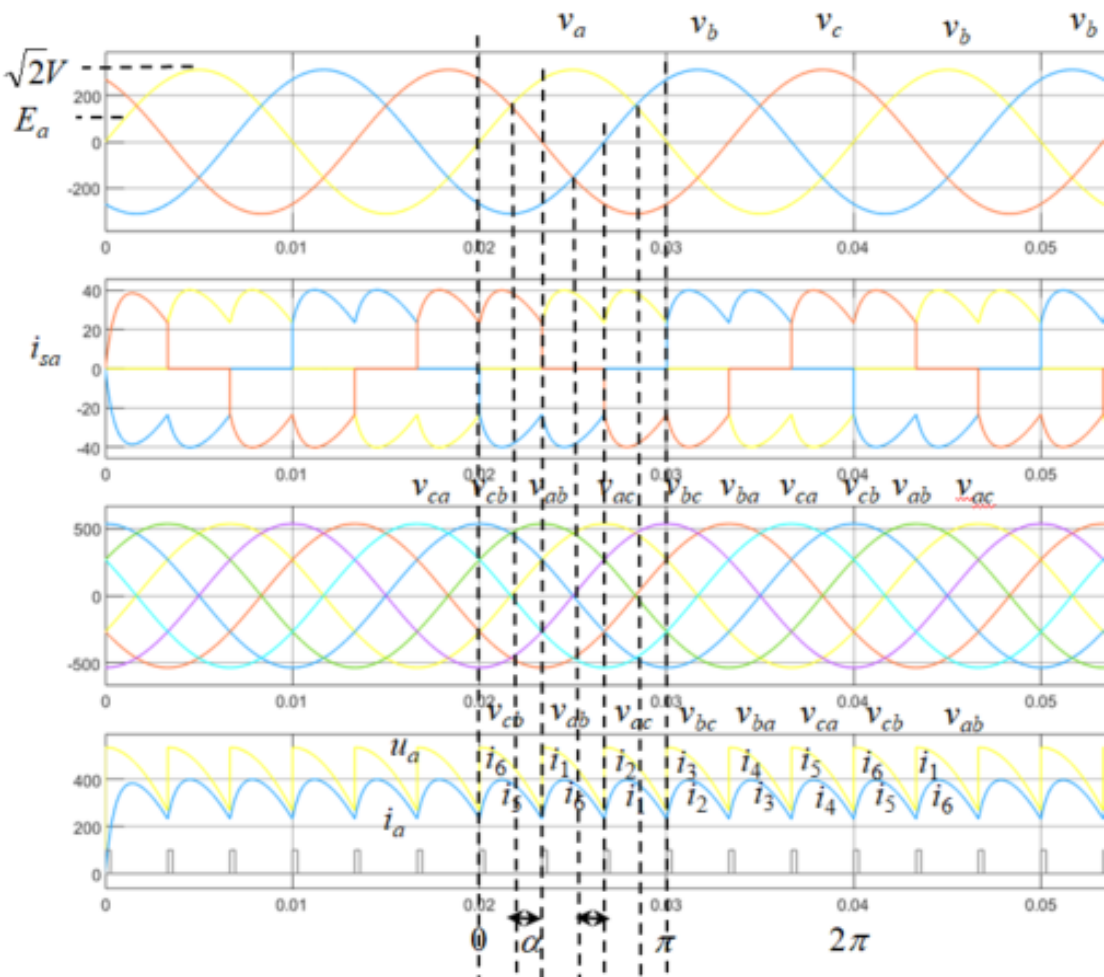 v_a v_b v_c v_b v_b
√2V
E_a
200
0
-200
0 0.01 0.02 0.03 0.04 0.05
i_sa
40
20
0
-20
-40
0 0.01 0.02 0.03 0.04 0.05
v_ca v_cb v_ab v_ac v_bc v_ba v_ca v_cb v_ab v_ac
500
0
-500
0 0.01 0.02 0.03 0.04 0.05
v_cb v_ab v_ac v_bc v_ba v_ca v_cb v_ab
u_a i_6 i_1 i_2 i_3 i_4 i_5 i_6 i_1
400
i_5 i_6 i_1 i_2 i_3 i_4 i_5 i_6
i_a
200
0
0 0.01 0.02 0.03 0.04 0.05
0 α π 2π